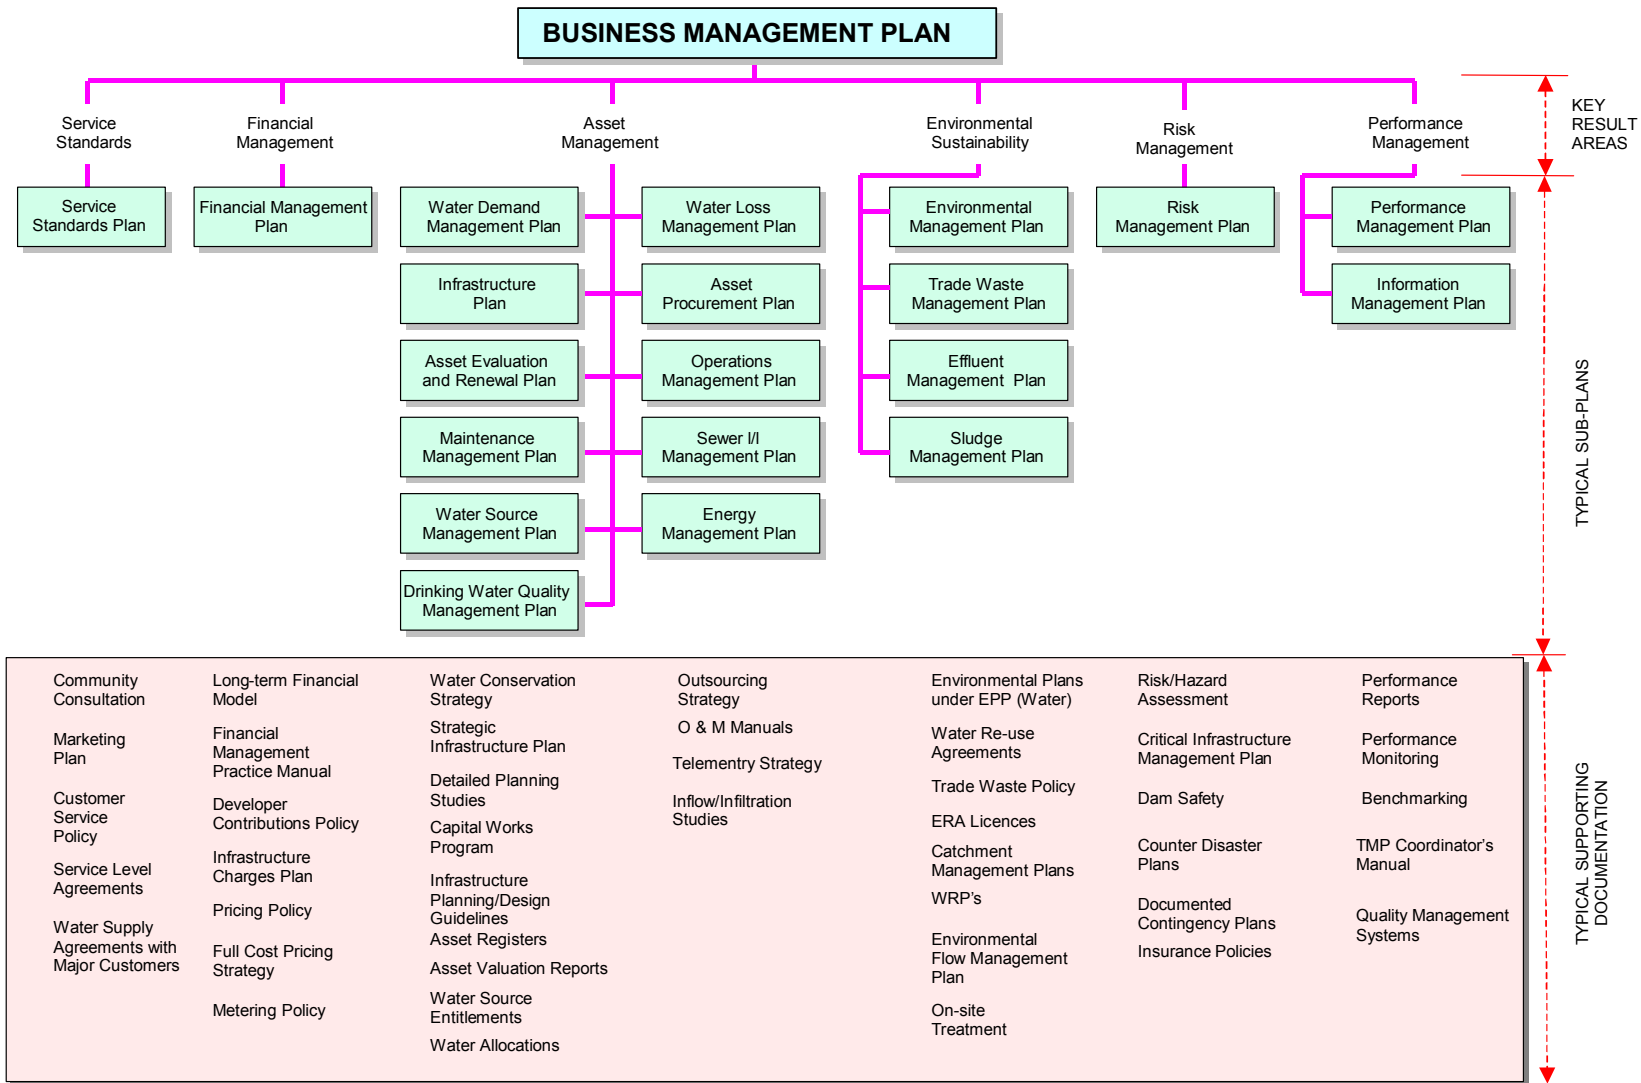 BUSINESS MANAGEMENT PLAN
KEY
RESULT
AREAS
Service
Standards
Financial
Management
Asset
Management
Environmental
Sustainability
Risk
Management
Performance
Management
TYPICAL SUB-PLANS
Service
Standards Plan
Financial Management
Plan
Water Demand
Management Plan
Water Loss
Management Plan
Infrastructure
Plan
Asset
Procurement Plan
Asset Evaluation
and Renewal Plan
Operations
Management Plan
Maintenance
Management Plan
Sewer I/I
Management Plan
Water Source
Management Plan
Energy
Management Plan
Drinking Water Quality
Management Plan
Environmental
Management Plan
Trade Waste
Management Plan
Effluent
Management Plan
Sludge
Management Plan
Risk
Management Plan
Performance
Management Plan
Information
Management Plan
TYPICAL SUPPORTING
DOCUMENTATION
Community
Consultation
Marketing
Plan
Customer
Service
Policy
Service Level
Agreements
Water Supply
Agreements with
Major Customers
Long-term Financial
Model
Financial
Management
Practice Manual
Developer
Contributions Policy
Infrastructure
Charges Plan
Pricing Policy
Full Cost Pricing
Strategy
Metering Policy
Water Conservation
Strategy
Strategic
Infrastructure Plan
Detailed Planning
Studies
Capital Works
Program
Infrastructure
Planning/Design
Guidelines
Asset Registers
Asset Valuation Reports
Water Source
Entitlements
Water Allocations
Outsourcing
Strategy
O & M Manuals
Telementry Strategy
Inflow/Infiltration
Studies
Environmental Plans
under EPP (Water)
Water Re-use
Agreements
Trade Waste Policy
ERA Licences
Catchment
Management Plans
WRP's
Environmental
Flow Management
Plan
On-site
Treatment
Risk/Hazard
Assessment
Critical Infrastructure
Management Plan
Dam Safety
Counter Disaster
Plans
Documented
Contingency Plans
Insurance Policies
Performance
Reports
Performance
Monitoring
Benchmarking
TMP Coordinator's
Manual
Quality Management
Systems